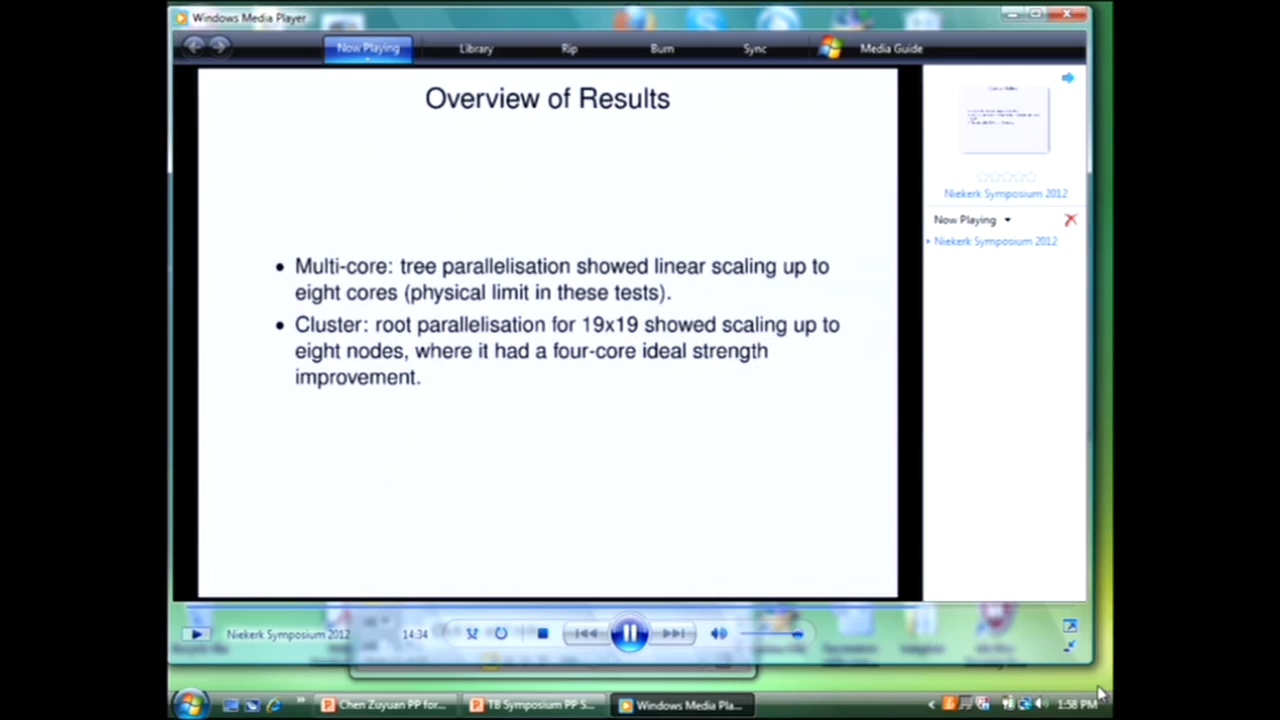 Windows Media Player
Now Playing
Library
Rip
Burn
Sync
Media Guide
Overview of Results
• Multi-core: tree parallelisation showed linear scaling up to
eight cores (physical limit in these tests).
• Cluster: root parallelisation for 19x19 showed scaling up to
eight nodes, where it had a four-core ideal strength
improvement.
Niekerk Symposium 2012
Now Playing
Niekerk Symposium 2012
Niekerk Symposium 2012
14:34
Chen Zuyuan PP for...
TB Symposium PP S...
Windows Media Pla...
1:58 PM